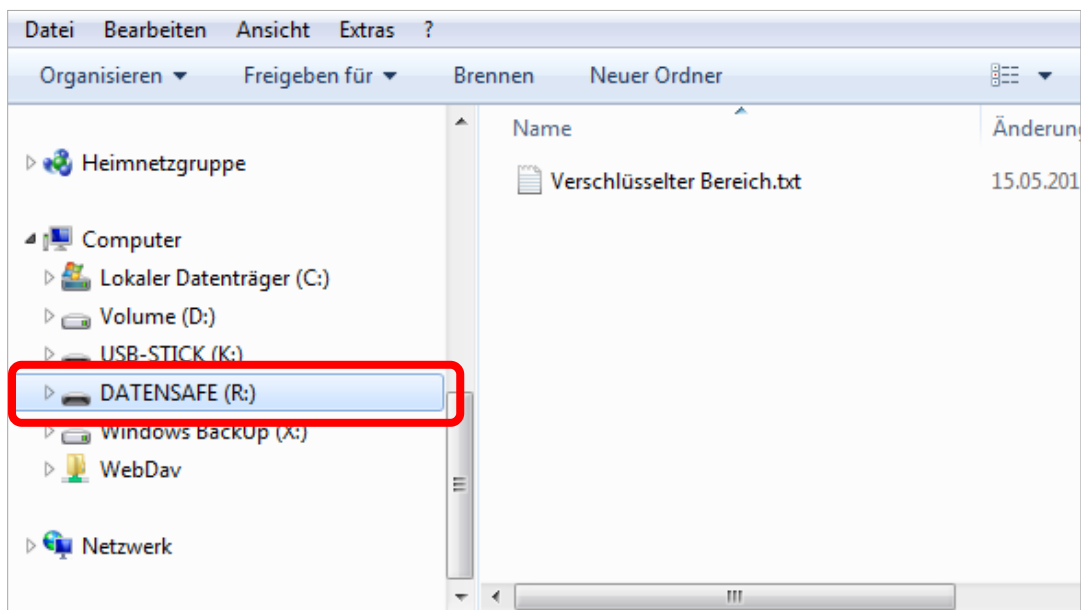 Datei Bearbeiten Ansicht Extras ?
Organisieren Freigeben für Brennen Neuer Ordner
Name Änderung
Heimnetzgruppe
Verschlüsselter Bereich.txt 15.05.201
Computer
Lokaler Datenträger (C:)
Volume (D:)
USB-STICK (K:)
DATENSAFE (R:)
Windows BackUp (X:)
WebDav
Netzwerk